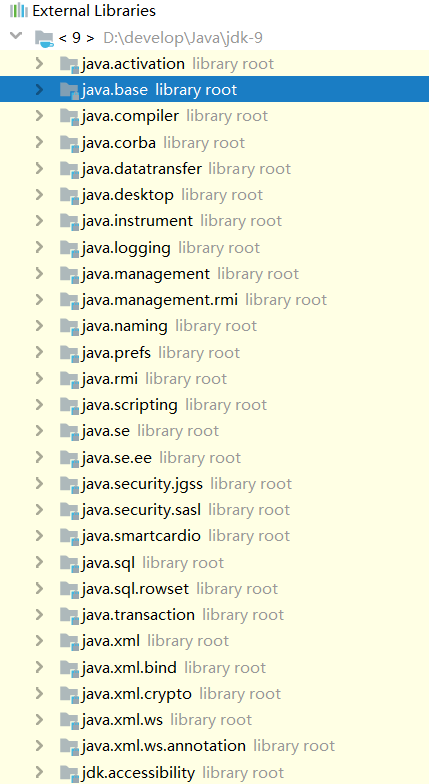 External Libraries
< 9 > D:\develop\Java\jdk-9
java.activation library root
java.base library root
java.compiler library root
java.corba library root
java.datatransfer library root
java.desktop library root
java.instrument library root
java.logging library root
java.management library root
java.management.rmi library root
java.naming library root
java.prefs library root
java.rmi library root
java.scripting library root
java.se library root
java.se.ee library root
java.security.jgss library root
java.security.sasl library root
java.smartcardio library root
java.sql library root
java.sql.rowset library root
java.transaction library root
java.xml library root
java.xml.bind library root
java.xml.crypto library root
java.xml.ws library root
java.xml.ws.annotation library root
jdk.accessibility library root